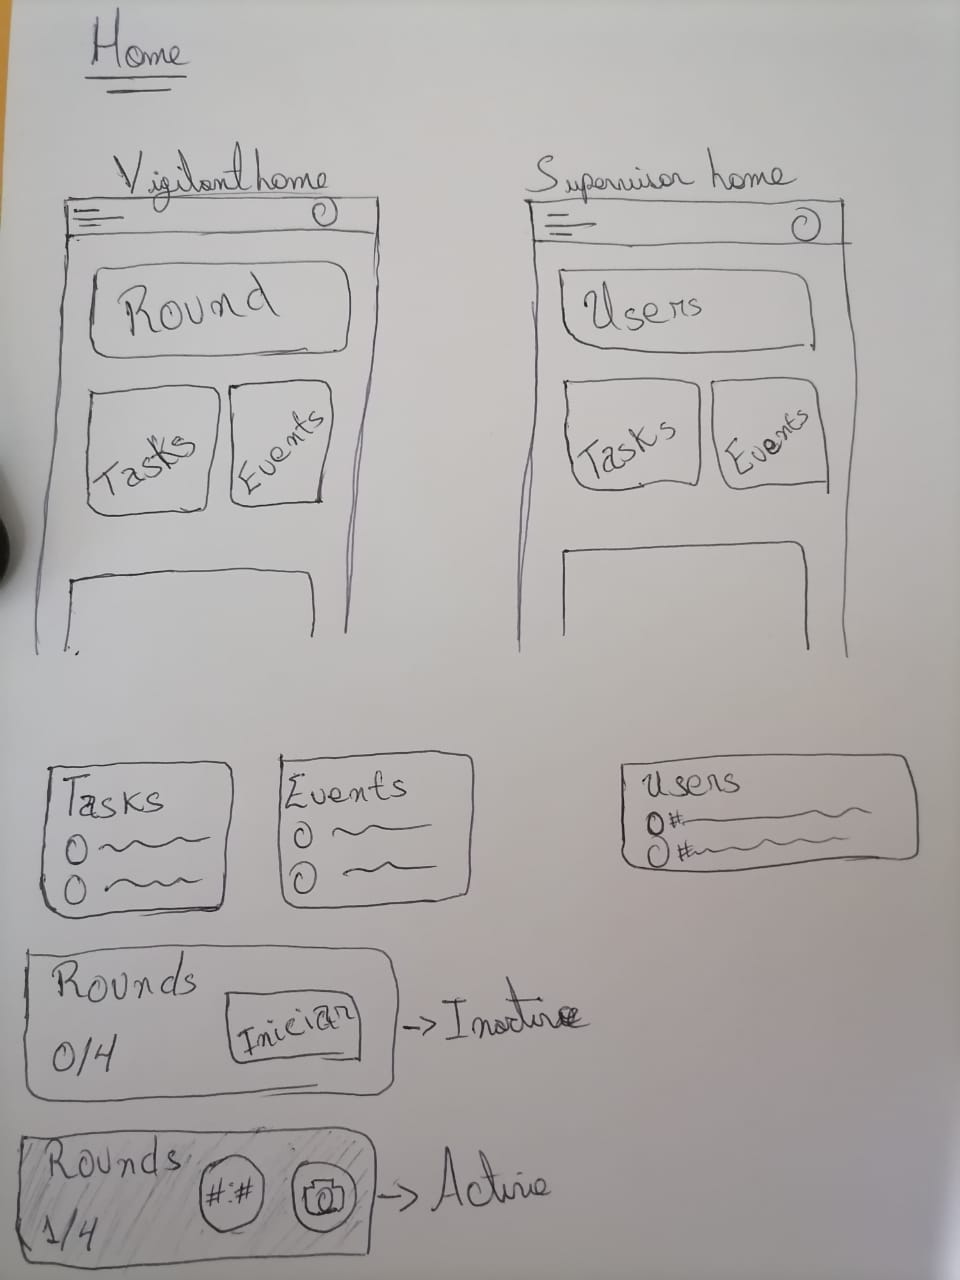 Home
Vigilant home
Supervisor home
Round
Users
Tasks
Events
Tasks
Events
Tasks
Events
Users
#
#
Rounds
Iniciar
0/4
-> Inactive
Rounds
#:#
1/4
-> Active